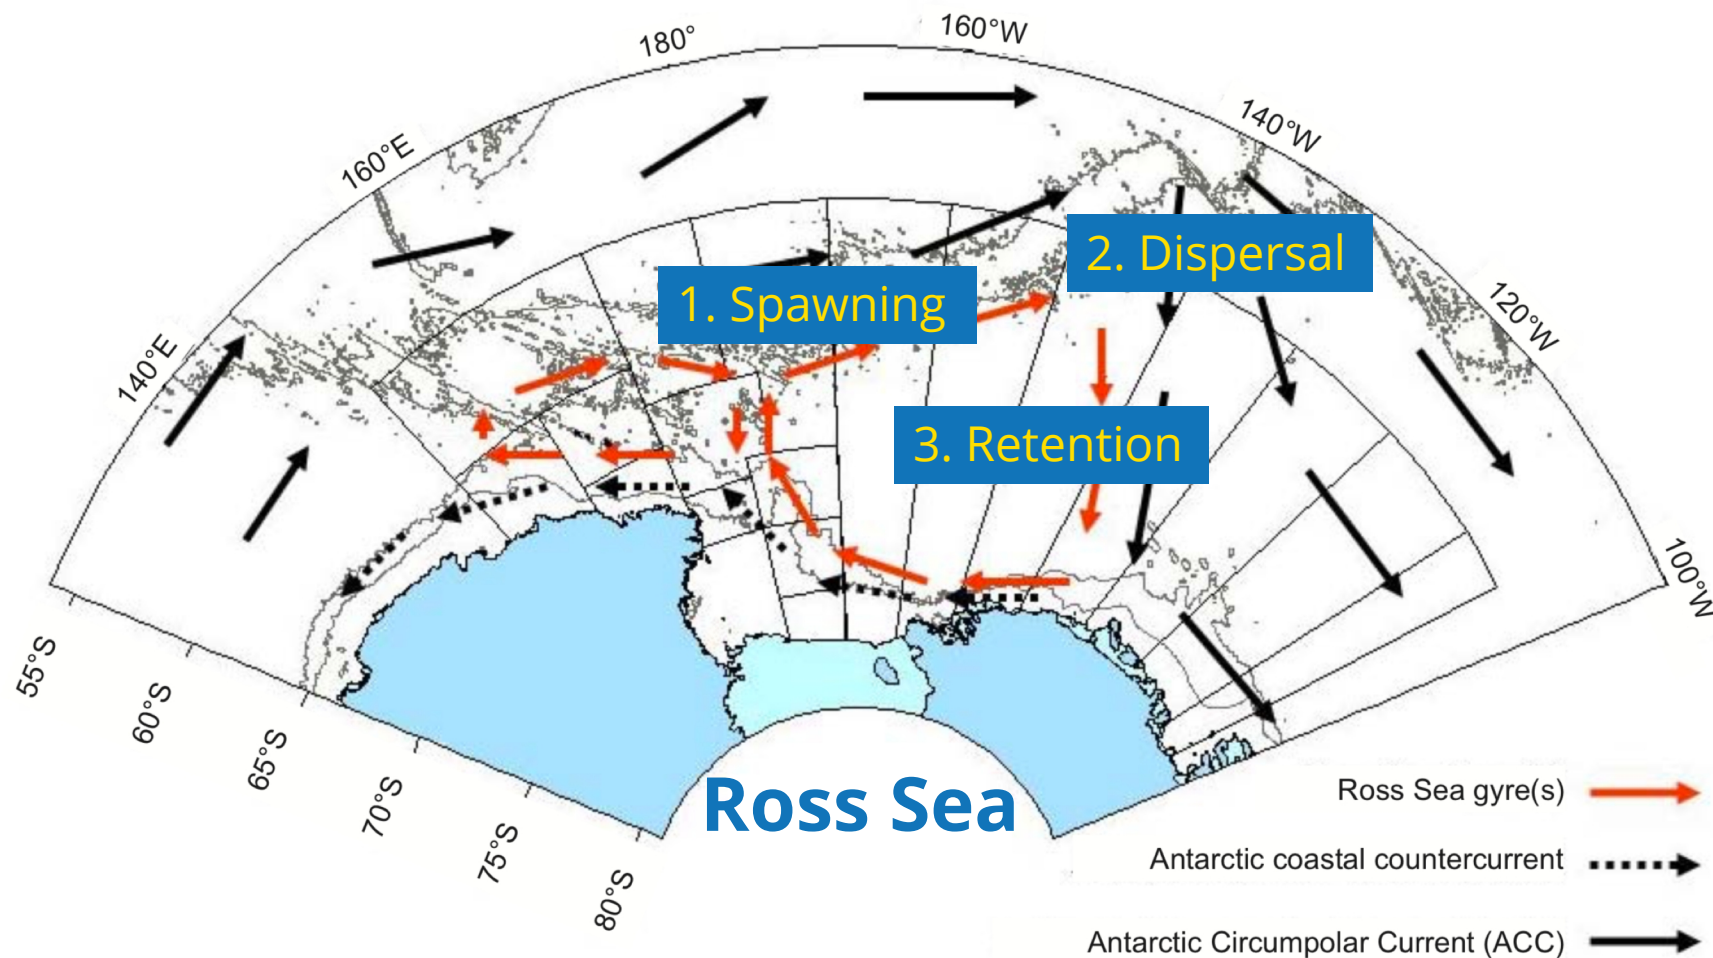 180°
160°W
160°E
140°W
140°E
120°W
100°W
2. Dispersal
1. Spawning
3. Retention
55°S
60°S
65°S
70°S
75°S
80°S
Ross Sea
Ross Sea gyre(s)
Antarctic coastal countercurrent
Antarctic Circumpolar Current (ACC)